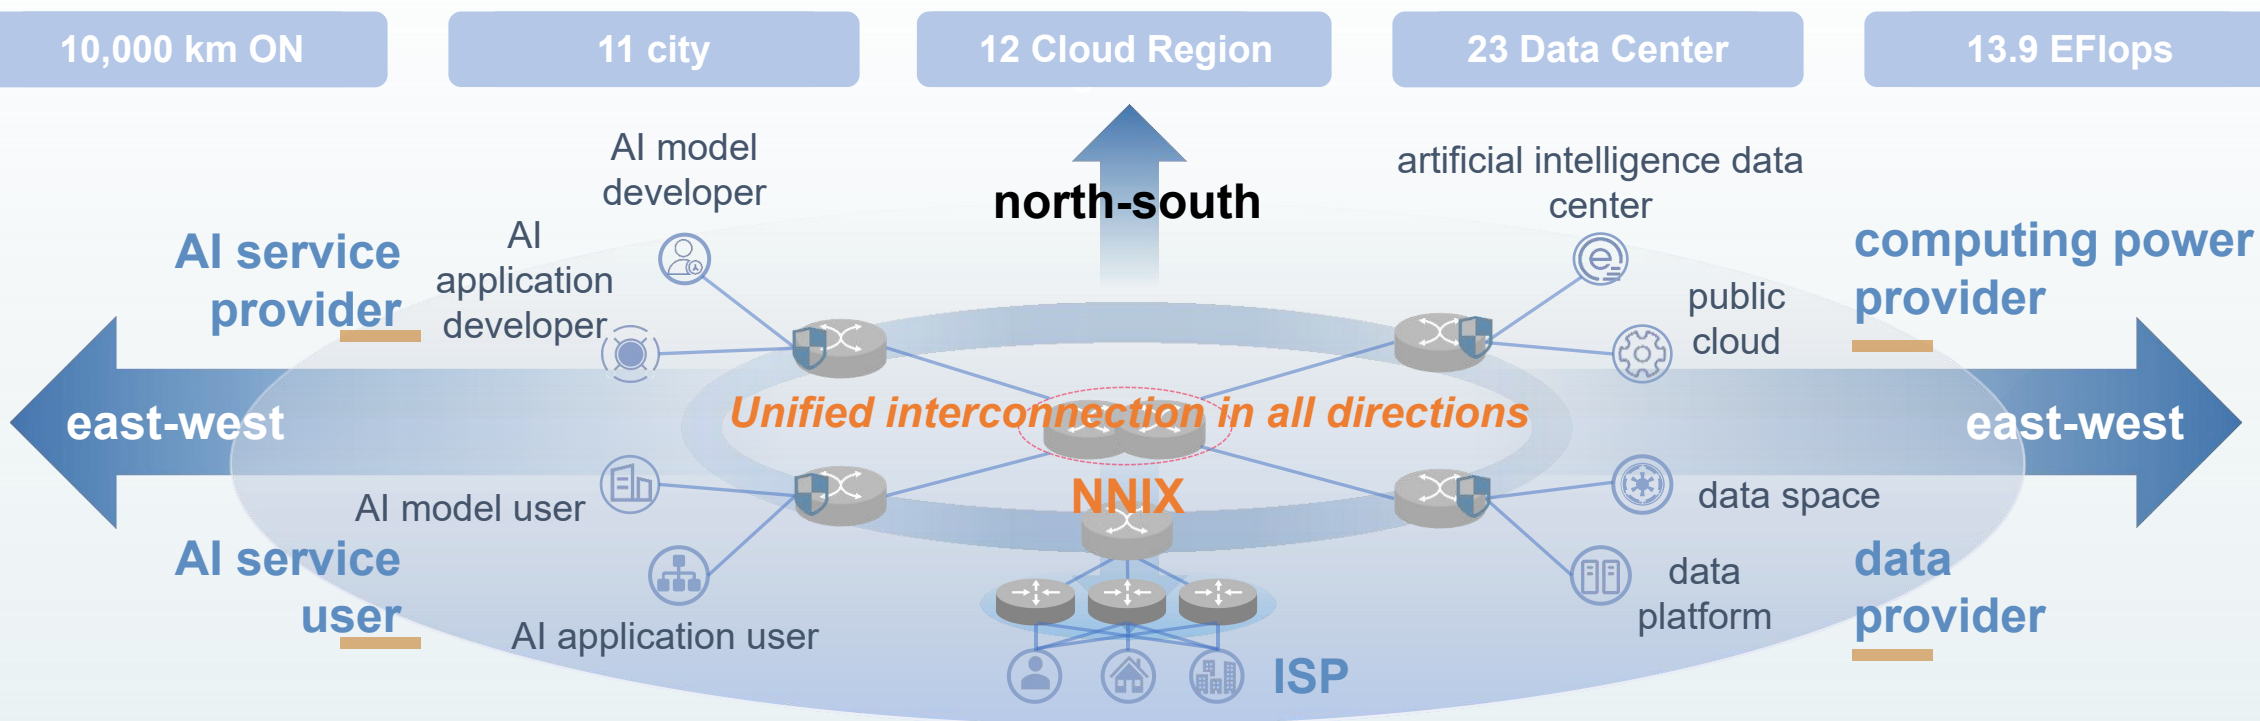 10,000 km ON
11 city
12 Cloud Region
23 Data Center
13.9 EFlops
AI model
developer
north-south
artificial intelligence data
center
AI service
provider
AI
application
developer
public
cloud
computing power
provider
east-west
Unified interconnection in all directions
east-west
NNIX
AI model user
data space
AI service
user
AI application user
data
platform
data
provider
ISP